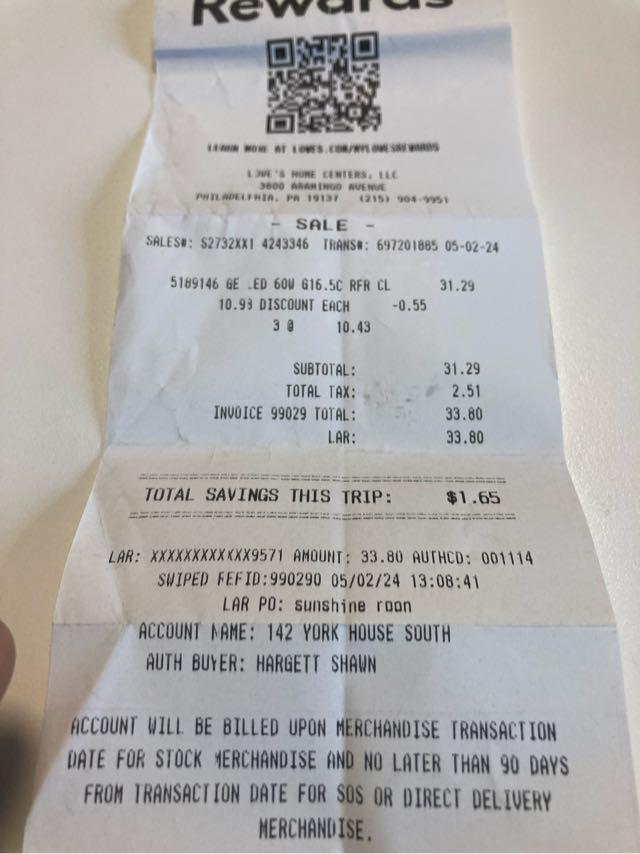 Rewards
LEARN MORE AT LOWES.COM/MYLOWESREWARDS
LOWE'S HOME CENTERS, LLC
3800 ARAMINGO AVENUE
PHILADELPHIA, PA 19137 (215) 904-9951
- SALE -
SALES#: S2732XX1 4243346 TRANS#: 697201885 05-02-24
5189146 GE LED 60W G16.5C RFR CL 31.29
10.98 DISCOUNT EACH -0.55
3 @ 10.43
SUBTOTAL: 31.29
TOTAL TAX: 2.51
INVOICE 99029 TOTAL: 33.80
LAR: 33.80
TOTAL SAVINGS THIS TRIP: $1.65
LAR: XXXXXXXXXXXX9571 AMOUNT: 33.80 AUTHCD: 001114
SWIPED REFID:990290 05/02/24 13:08:41
LAR PO: sunshine roon
ACCOUNT NAME: 142 YORK HOUSE SOUTH
AUTH BUYER: HARGETT SHAWN
ACCOUNT WILL BE BILLED UPON MERCHANDISE TRANSACTION
DATE FOR STOCK MERCHANDISE AND NO LATER THAN 90 DAYS
FROM TRANSACTION DATE FOR SOS OR DIRECT DELIVERY
MERCHANDISE.